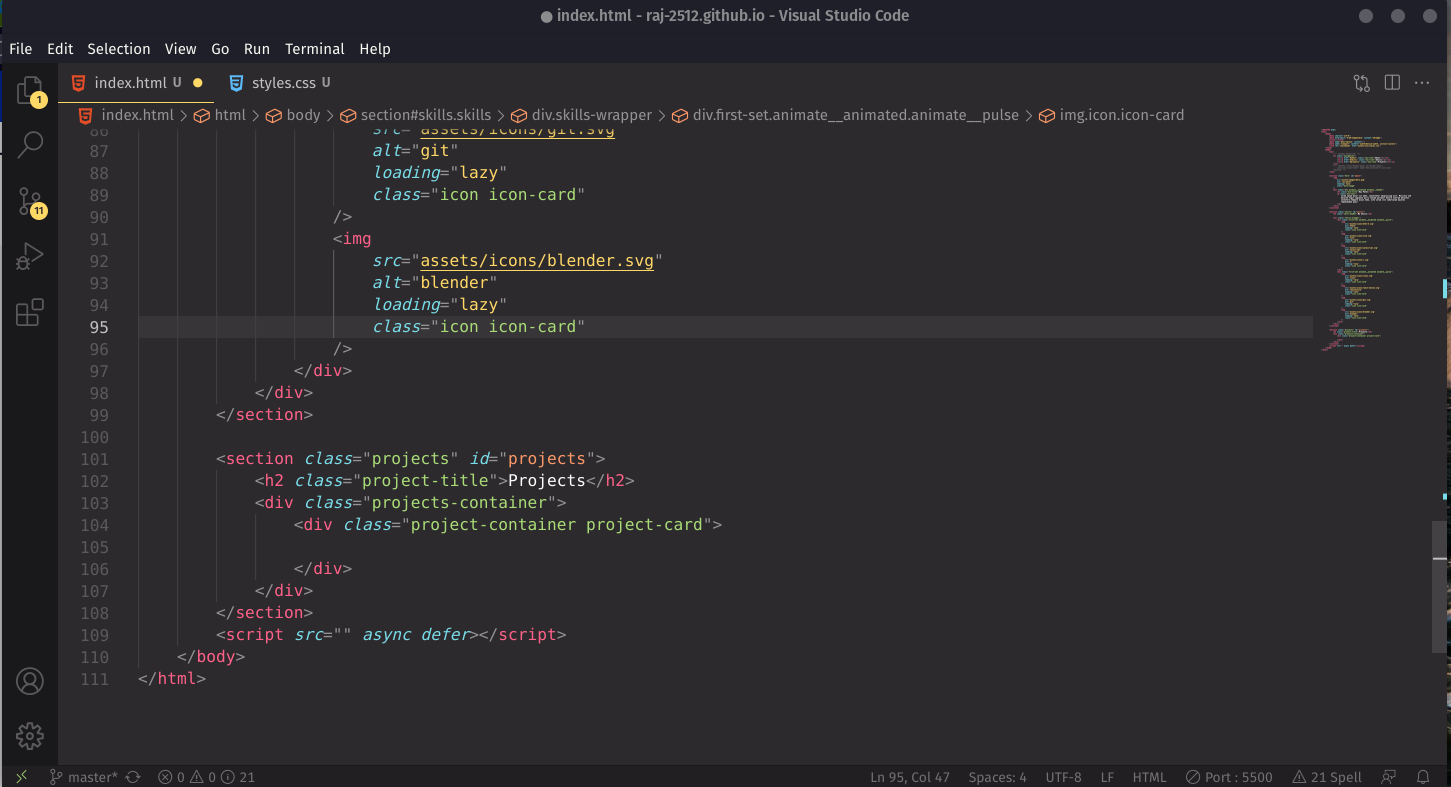 index.html - raj-2512.github.io - Visual Studio Code
File Edit Selection View Go Run Terminal Help
index.html U styles.css U
index.html > html > body > section#skills.skills > div.skills-wrapper > div.first-set.animate__animated.animate__pulse > img.icon.icon-card
86 src="assets/icons/git.svg
87 alt="git"
88 loading="lazy"
89 class="icon icon-card"
90 />
91 <img
92 src="assets/icons/blender.svg"
93 alt="blender"
94 loading="lazy"
95 class="icon icon-card"
96 />
97 </div>
98 </div>
99 </section>
100
101 <section class="projects" id="projects">
102 <h2 class="project-title">Projects</h2>
103 <div class="projects-container">
104 <div class="project-container project-card">
105
106 </div>
107 </div>
108 </section>
109 <script src="" async defer></script>
110 </body>
111 </html>
1
11
master* 0 0 21
Ln 95, Col 47 Spaces: 4 UTF-8 LF HTML Port : 5500 21 Spell